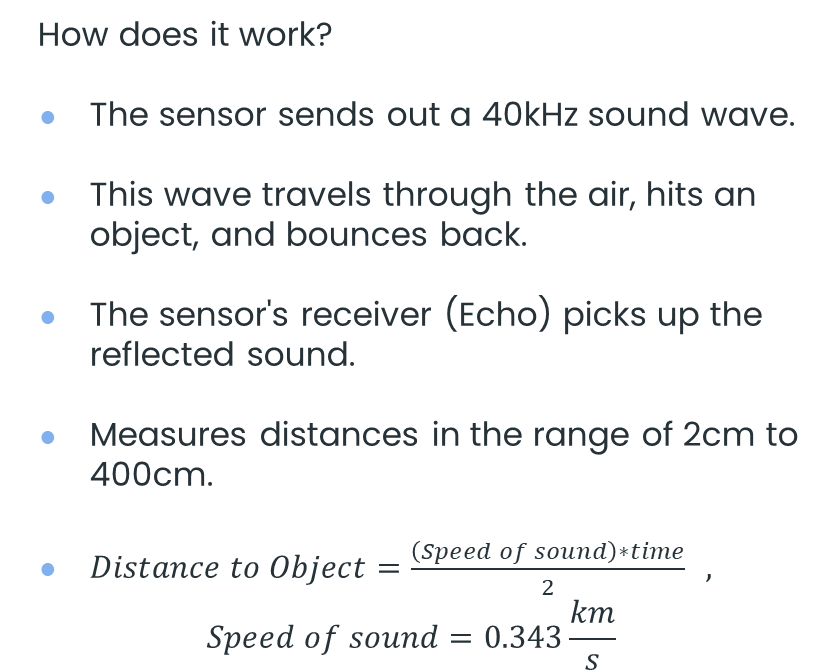 How does it work?
• The sensor sends out a 40kHz sound wave.
• This wave travels through the air, hits an
object, and bounces back.
• The sensor's receiver (Echo) picks up the
reflected sound.
• Measures distances in the range of 2cm to
400cm.
• Distance to Object = (Speed of sound)*time / 2 ,
Speed of sound = 0.343 km / s